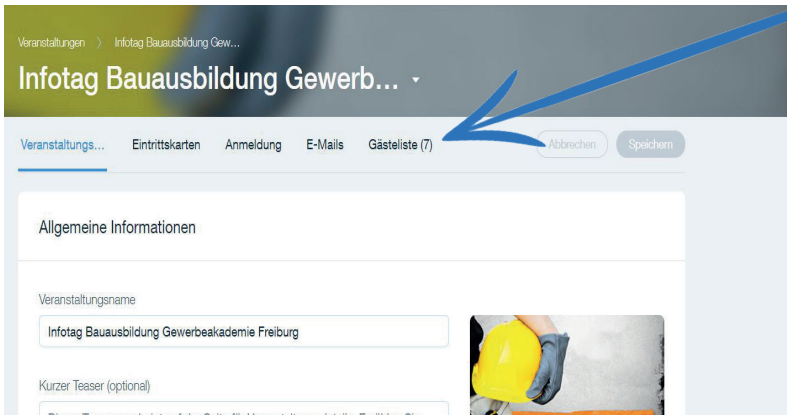 Veranstaltungen > Infotag Bauausbildung Gew...
Infotag Bauausbildung Gewerb...
Veranstaltungs... Eintrittskarten Anmeldung E-Mails Gästeliste (7) Abbrechen Speichern
Allgemeine Informationen
Veranstaltungsname
Infotag Bauausbildung Gewerbeakademie Freiburg
Kurzer Teaser (optional)